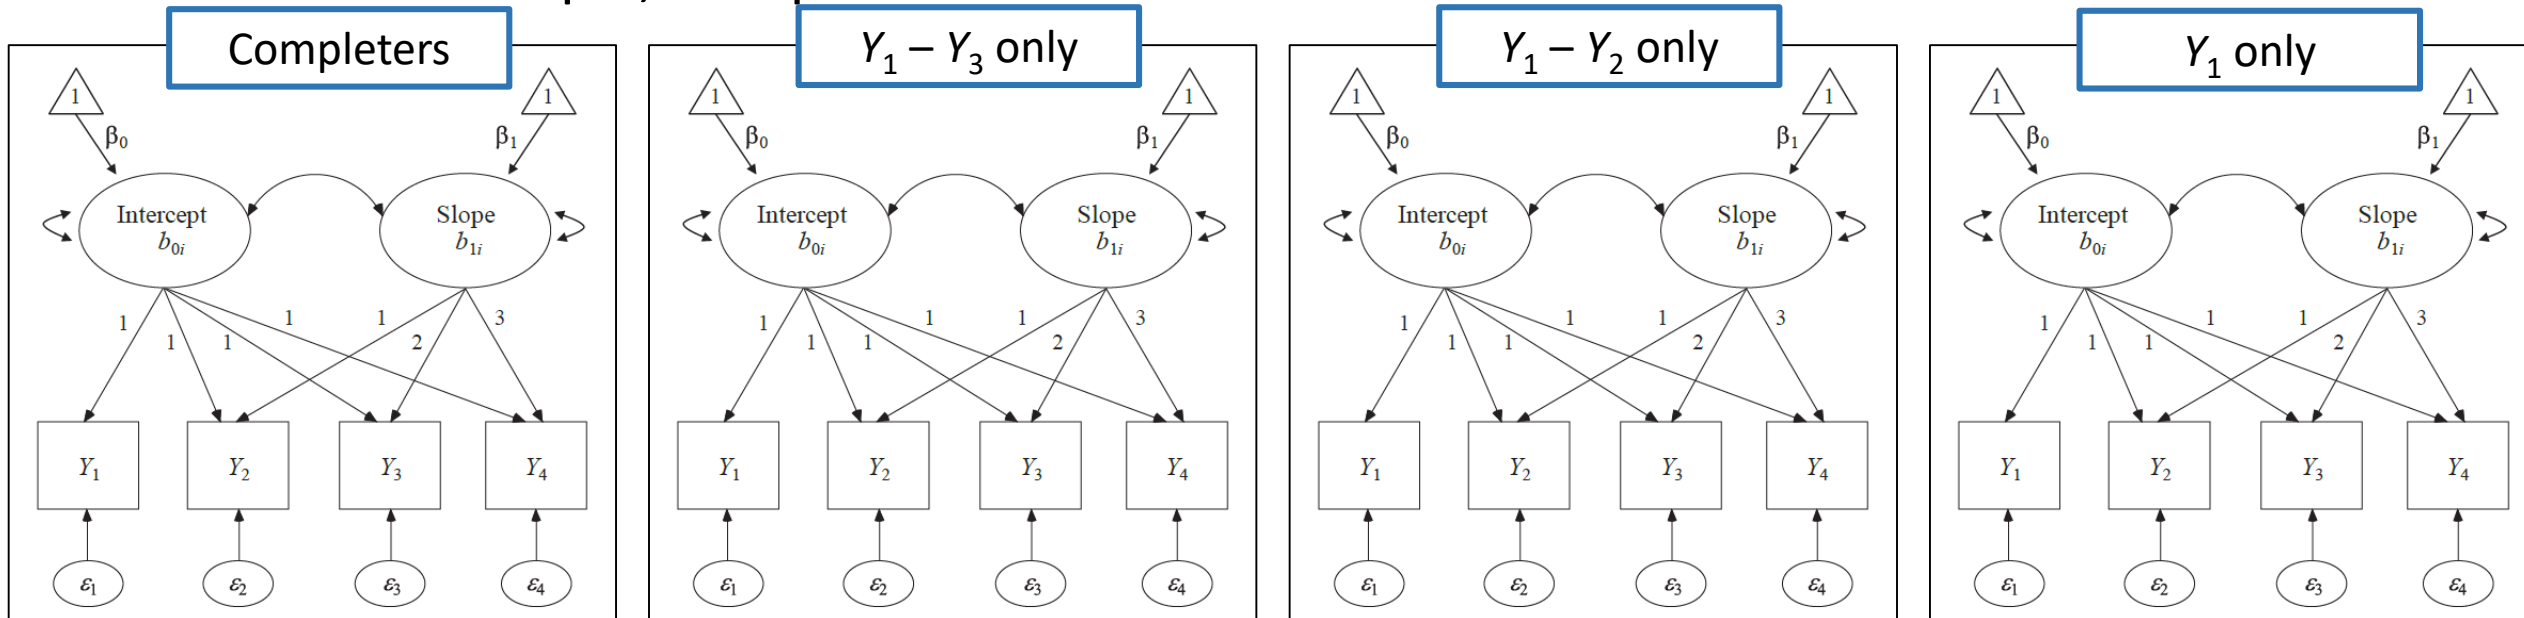 Completers
Y1 – Y3 only
Y1 – Y2 only
Y1 only
1 1 1 1 1 1 1 1
β0 β1 β0 β1 β0 β1 β0 β1
Intercept Slope Intercept Slope Intercept Slope Intercept Slope
b0i b1i b0i b1i b0i b1i b0i b1i
1 1 1 3 1 1 1 3 1 1 1 3 1 1 1 3
1 1 2 1 1 2 1 1 2 1 1 2
Y1 Y2 Y3 Y4 Y1 Y2 Y3 Y4 Y1 Y2 Y3 Y4 Y1 Y2 Y3 Y4
ε1 ε2 ε3 ε4 ε1 ε2 ε3 ε4 ε1 ε2 ε3 ε4 ε1 ε2 ε3 ε4